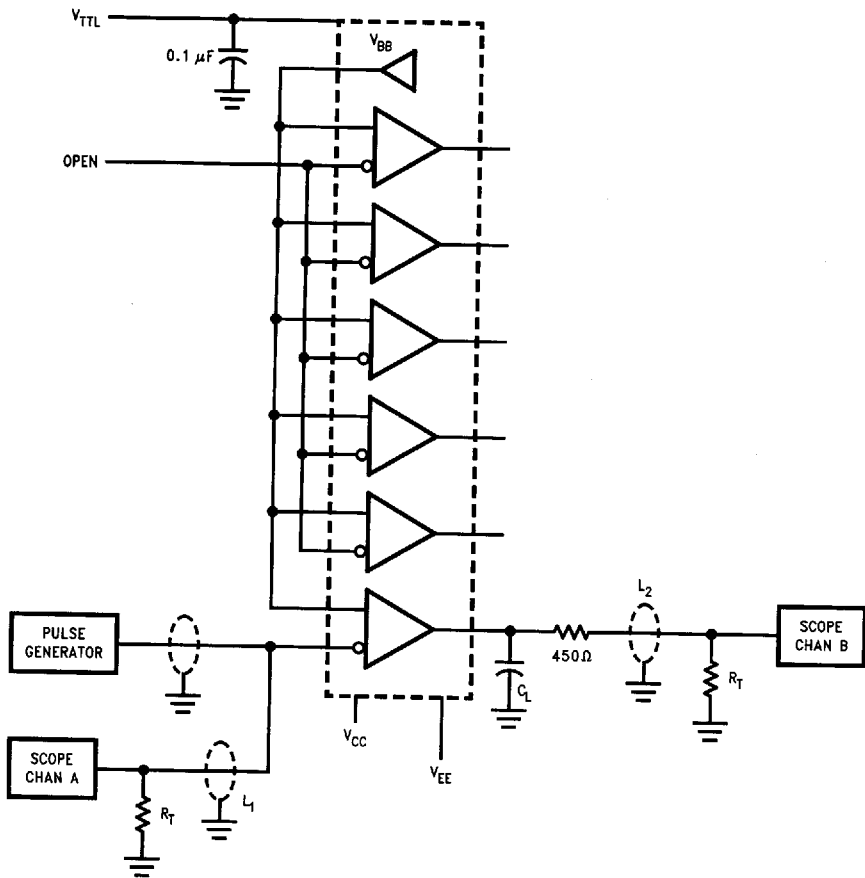 V_TTL
V_BB
0.1 μF
OPEN
L_2
PULSE
GENERATOR
SCOPE
CHAN B
450Ω
C_L
R_T
V_CC
SCOPE
CHAN A
V_EE
R_T
L_1